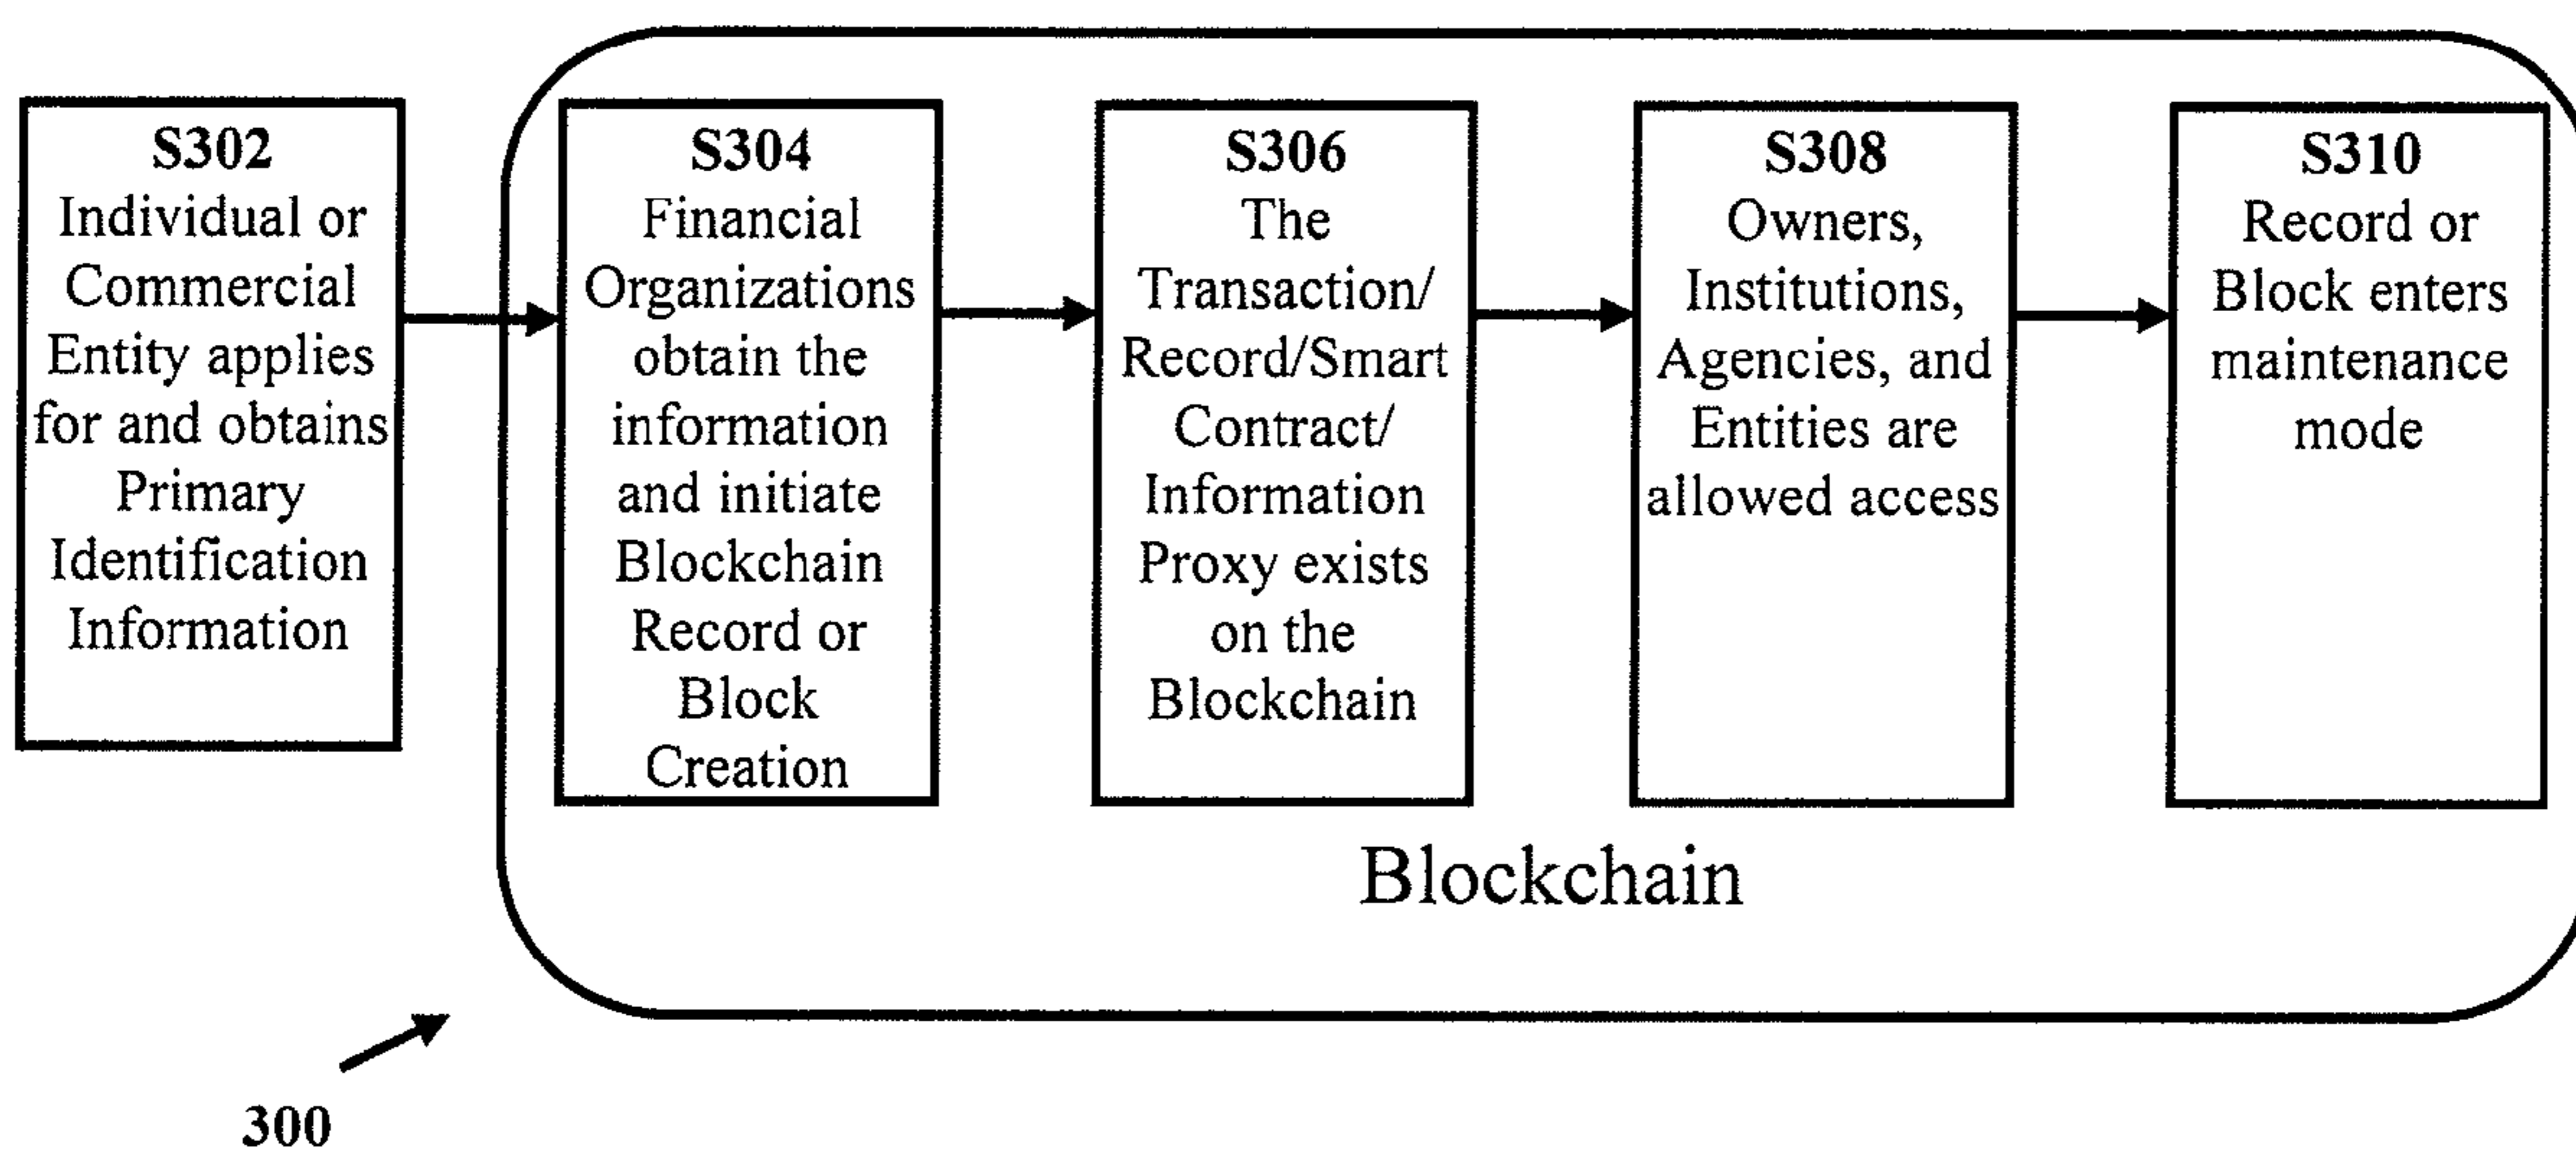 S302
Individual or
Commercial
Entity applies
for and obtains
Primary
Identification
Information
S304
Financial
Organizations
obtain the
information
and initiate
Blockchain
Record or
Block
Creation
S306
The
Transaction/
Record/Smart
Contract/
Information
Proxy exists
on the
Blockchain
S308
Owners,
Institutions,
Agencies, and
Entities are
allowed access
S310
Record or
Block enters
maintenance
mode
Blockchain
300